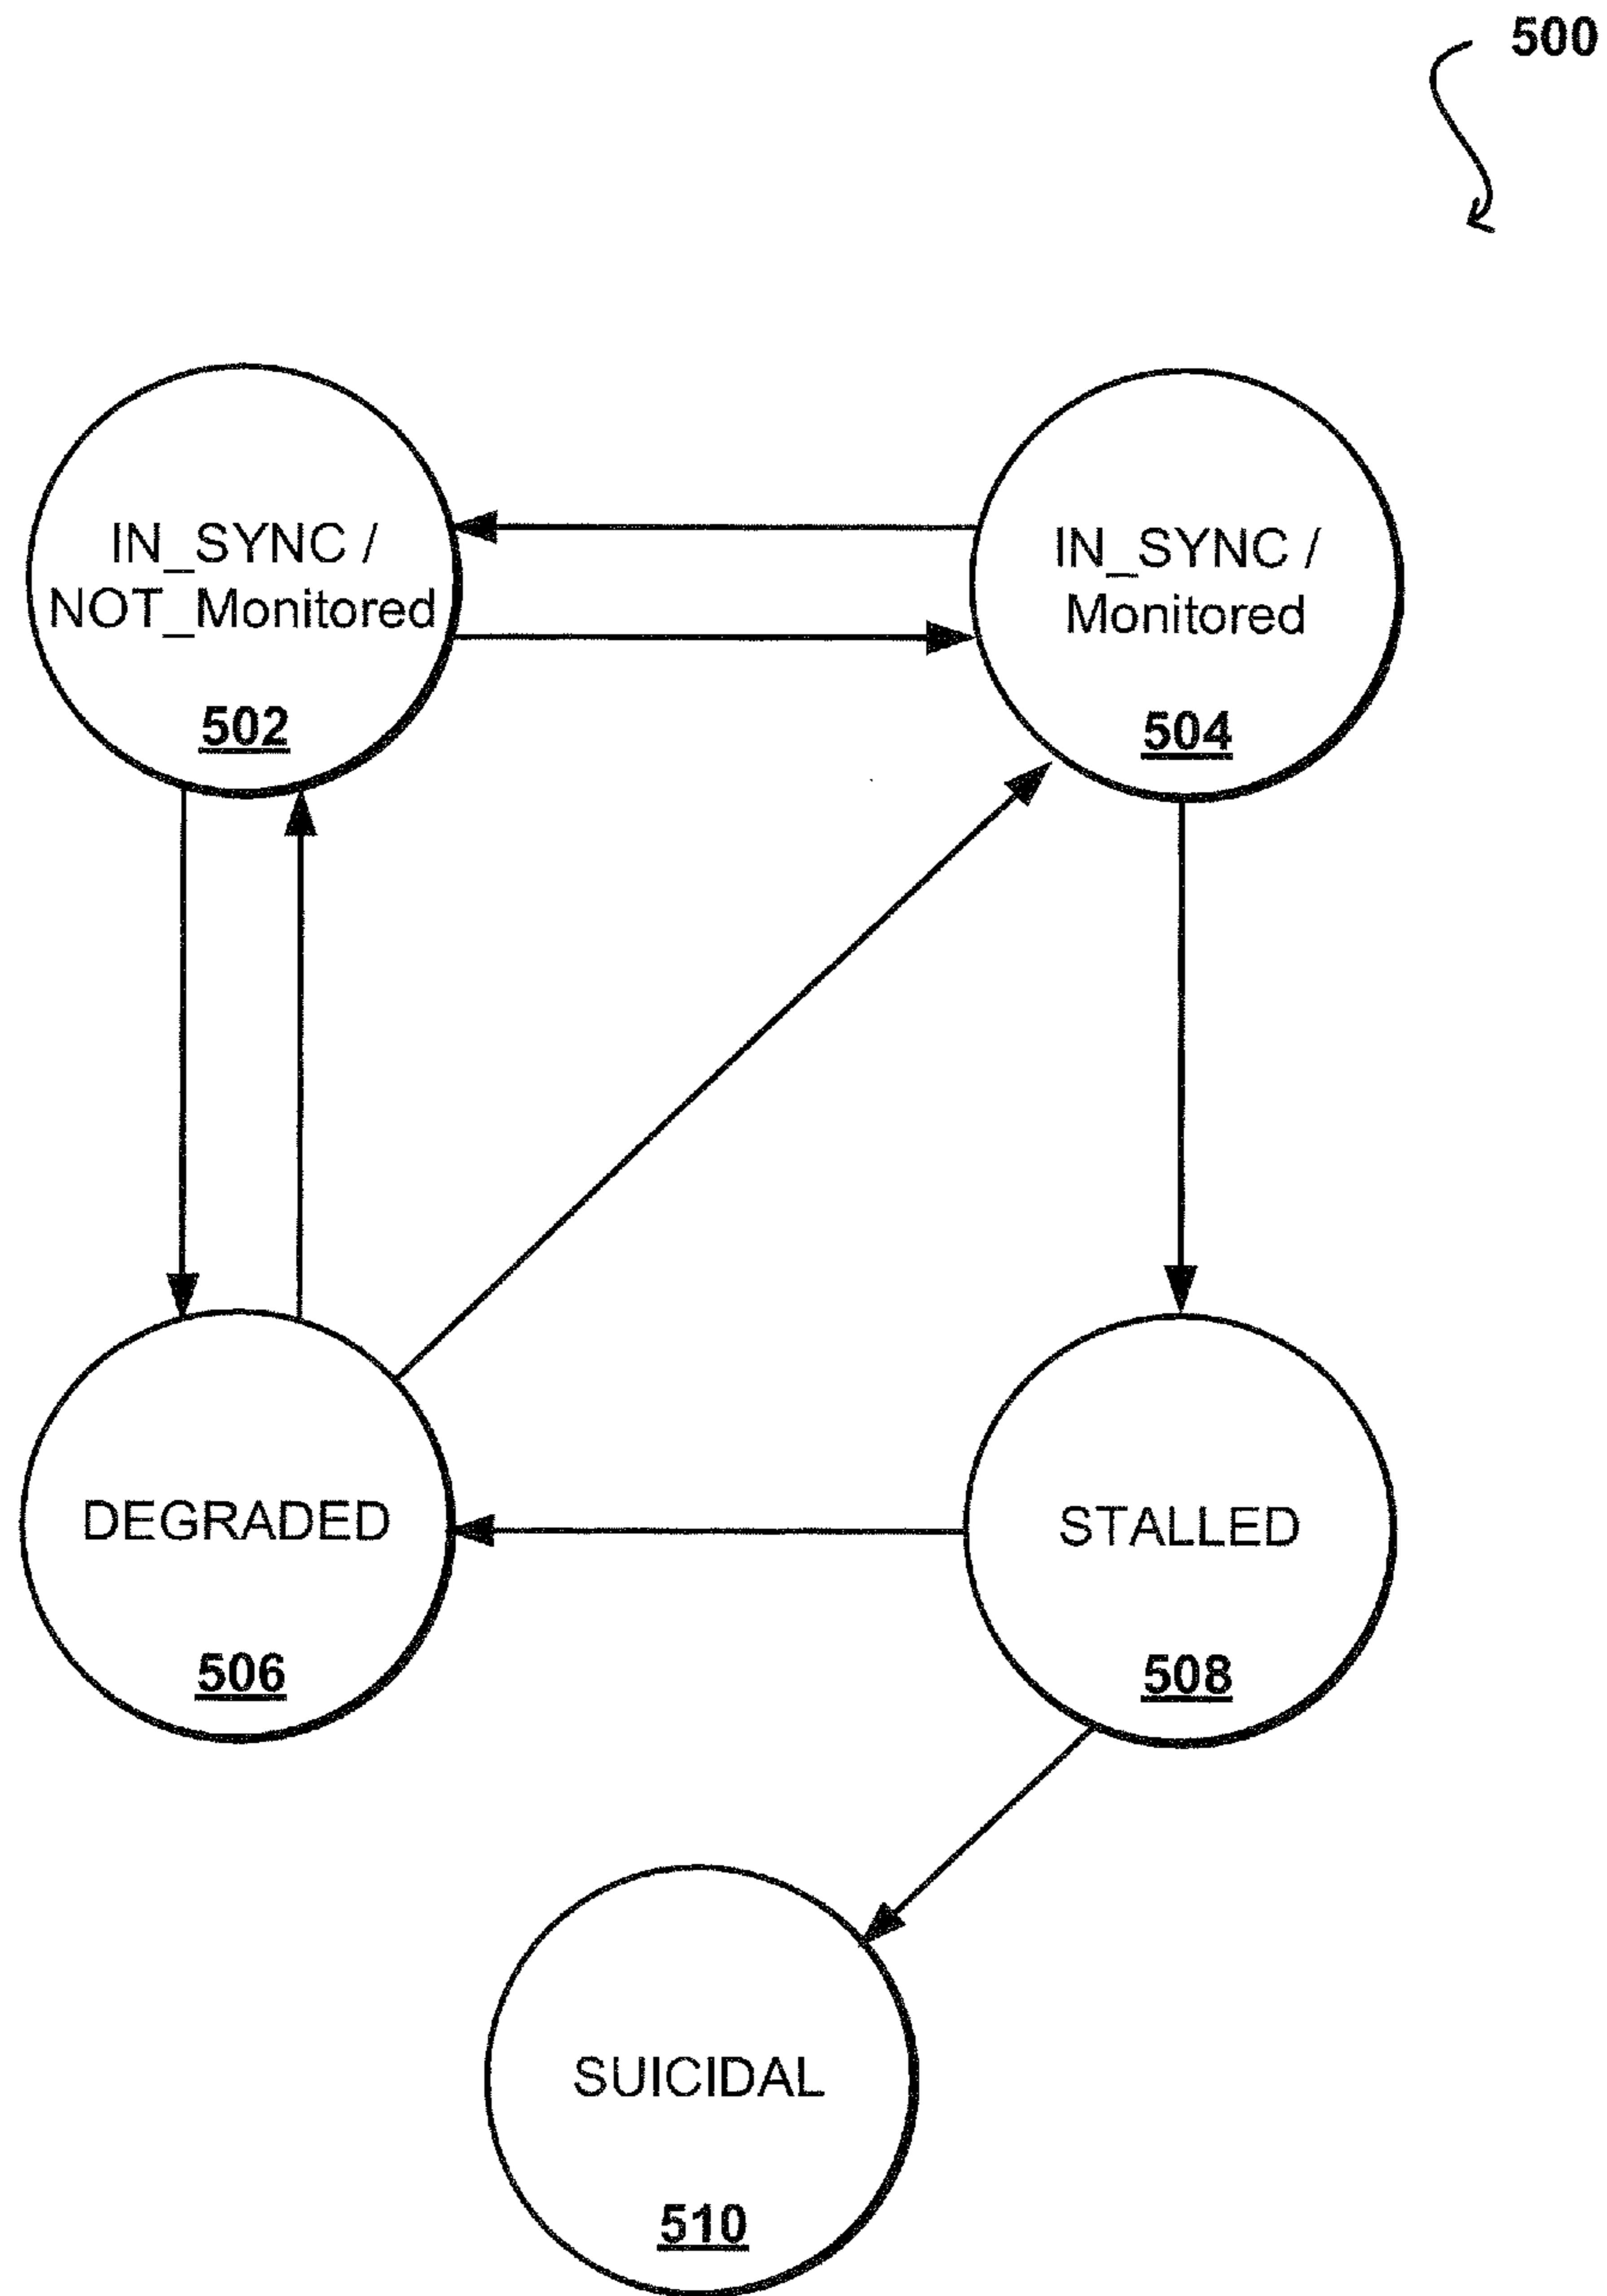 500
IN_SYNC /
NOT_Monitored
502
IN_SYNC /
Monitored
504
DEGRADED
506
STALLED
508
SUICIDAL
510